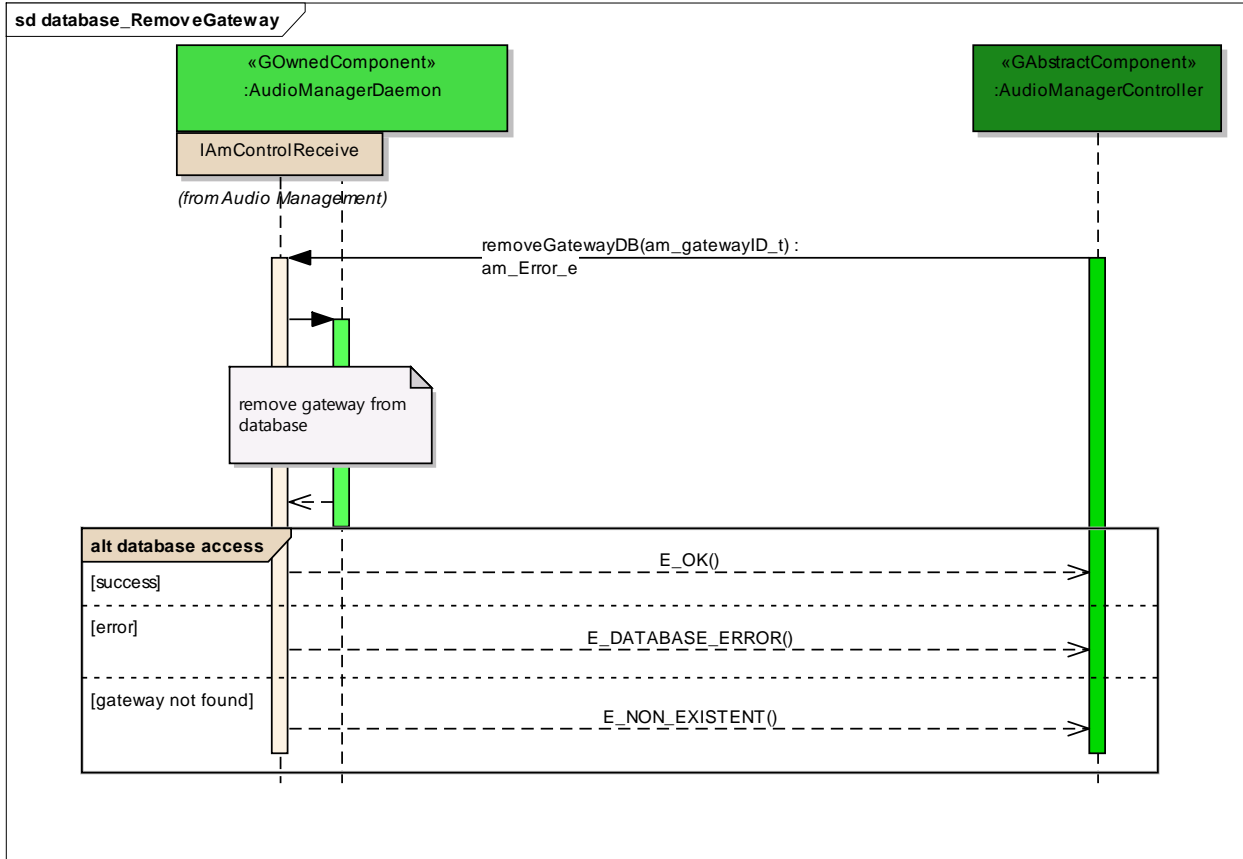 sd database_RemoveGateway
«GOwnedComponent»
:AudioManagerDaemon
«GAbstractComponent»
:AudioManagerController
IAmControlReceive
(from Audio Management)
removeGatewayDB(am_gatewayID_t) :
am_Error_e
remove gateway from
database
alt database access
E_OK()
[success]
[error]
E_DATABASE_ERROR()
[gateway not found]
E_NON_EXISTENT()